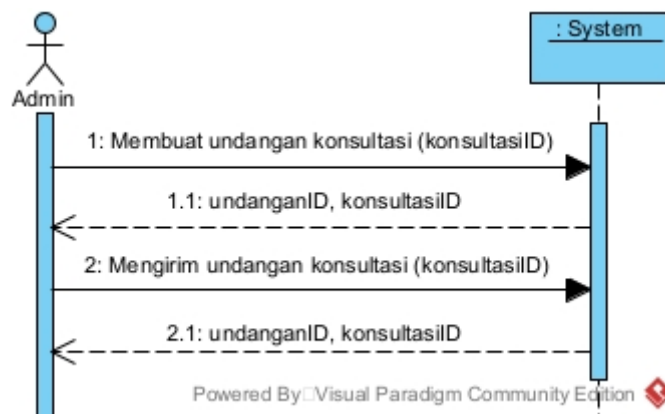 : System
Admin
1: Membuat undangan konsultasi (konsultasiID)
1.1: undanganID, konsultasiID
2: Mengirim undangan konsultasi (konsultasiID)
2.1: undanganID, konsultasiID
Powered By Visual Paradigm Community Edition